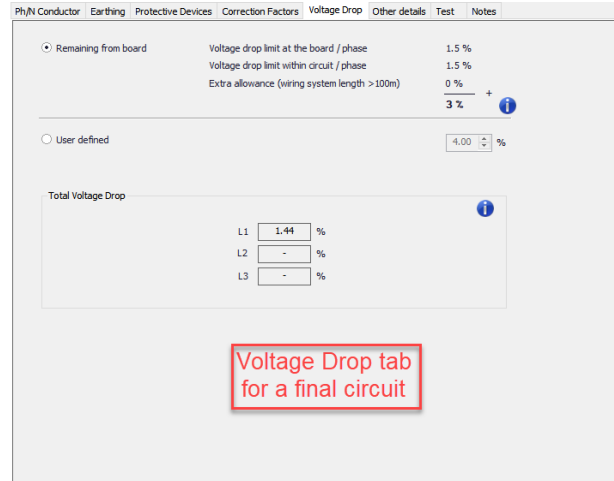 Ph/N Conductor Earthing Protective Devices Correction Factors Voltage Drop Other details Test Notes
Remaining from board Voltage drop limit at the board / phase 1.5 %
Voltage drop limit within circuit / phase 1.5 %
Extra allowance (wiring system length >100m) 0 %
+
3 %
User defined 4.00 %
Total Voltage Drop
L1 1.44 %
L2 - %
L3 - %
Voltage Drop tab
for a final circuit